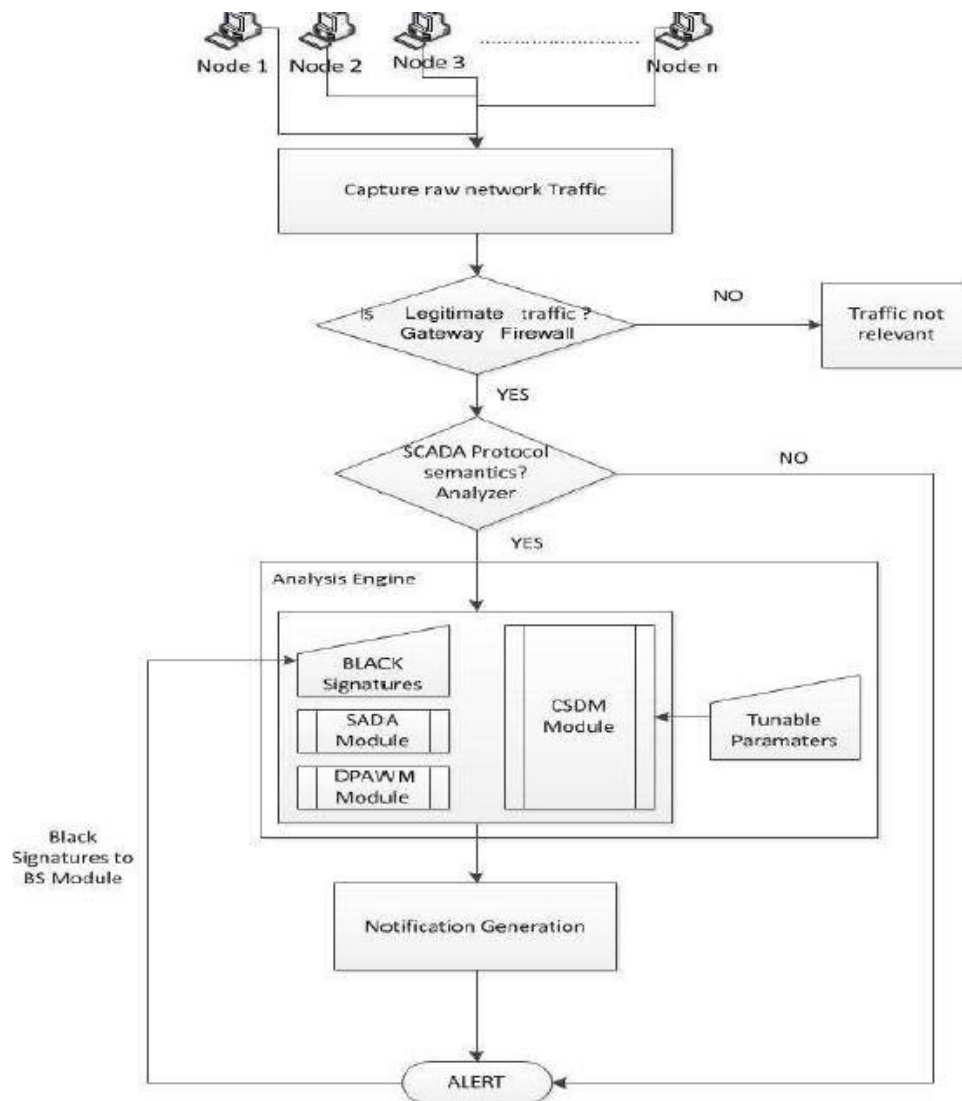 Node 1
Node 2
Node 3
Node n
Capture raw network Traffic
Is Legitimate traffic ?
Gateway Firewall
NO
Traffic not
relevant
YES
SCADA Protocol
semantics?
Analyzer
NO
YES
Analysis Engine
BLACK
Signatures
SADA
Module
DPAWM
Module
CSDM
Module
Tunable
Paramaters
Black
Signatures to
BS Module
Notification Generation
ALERT